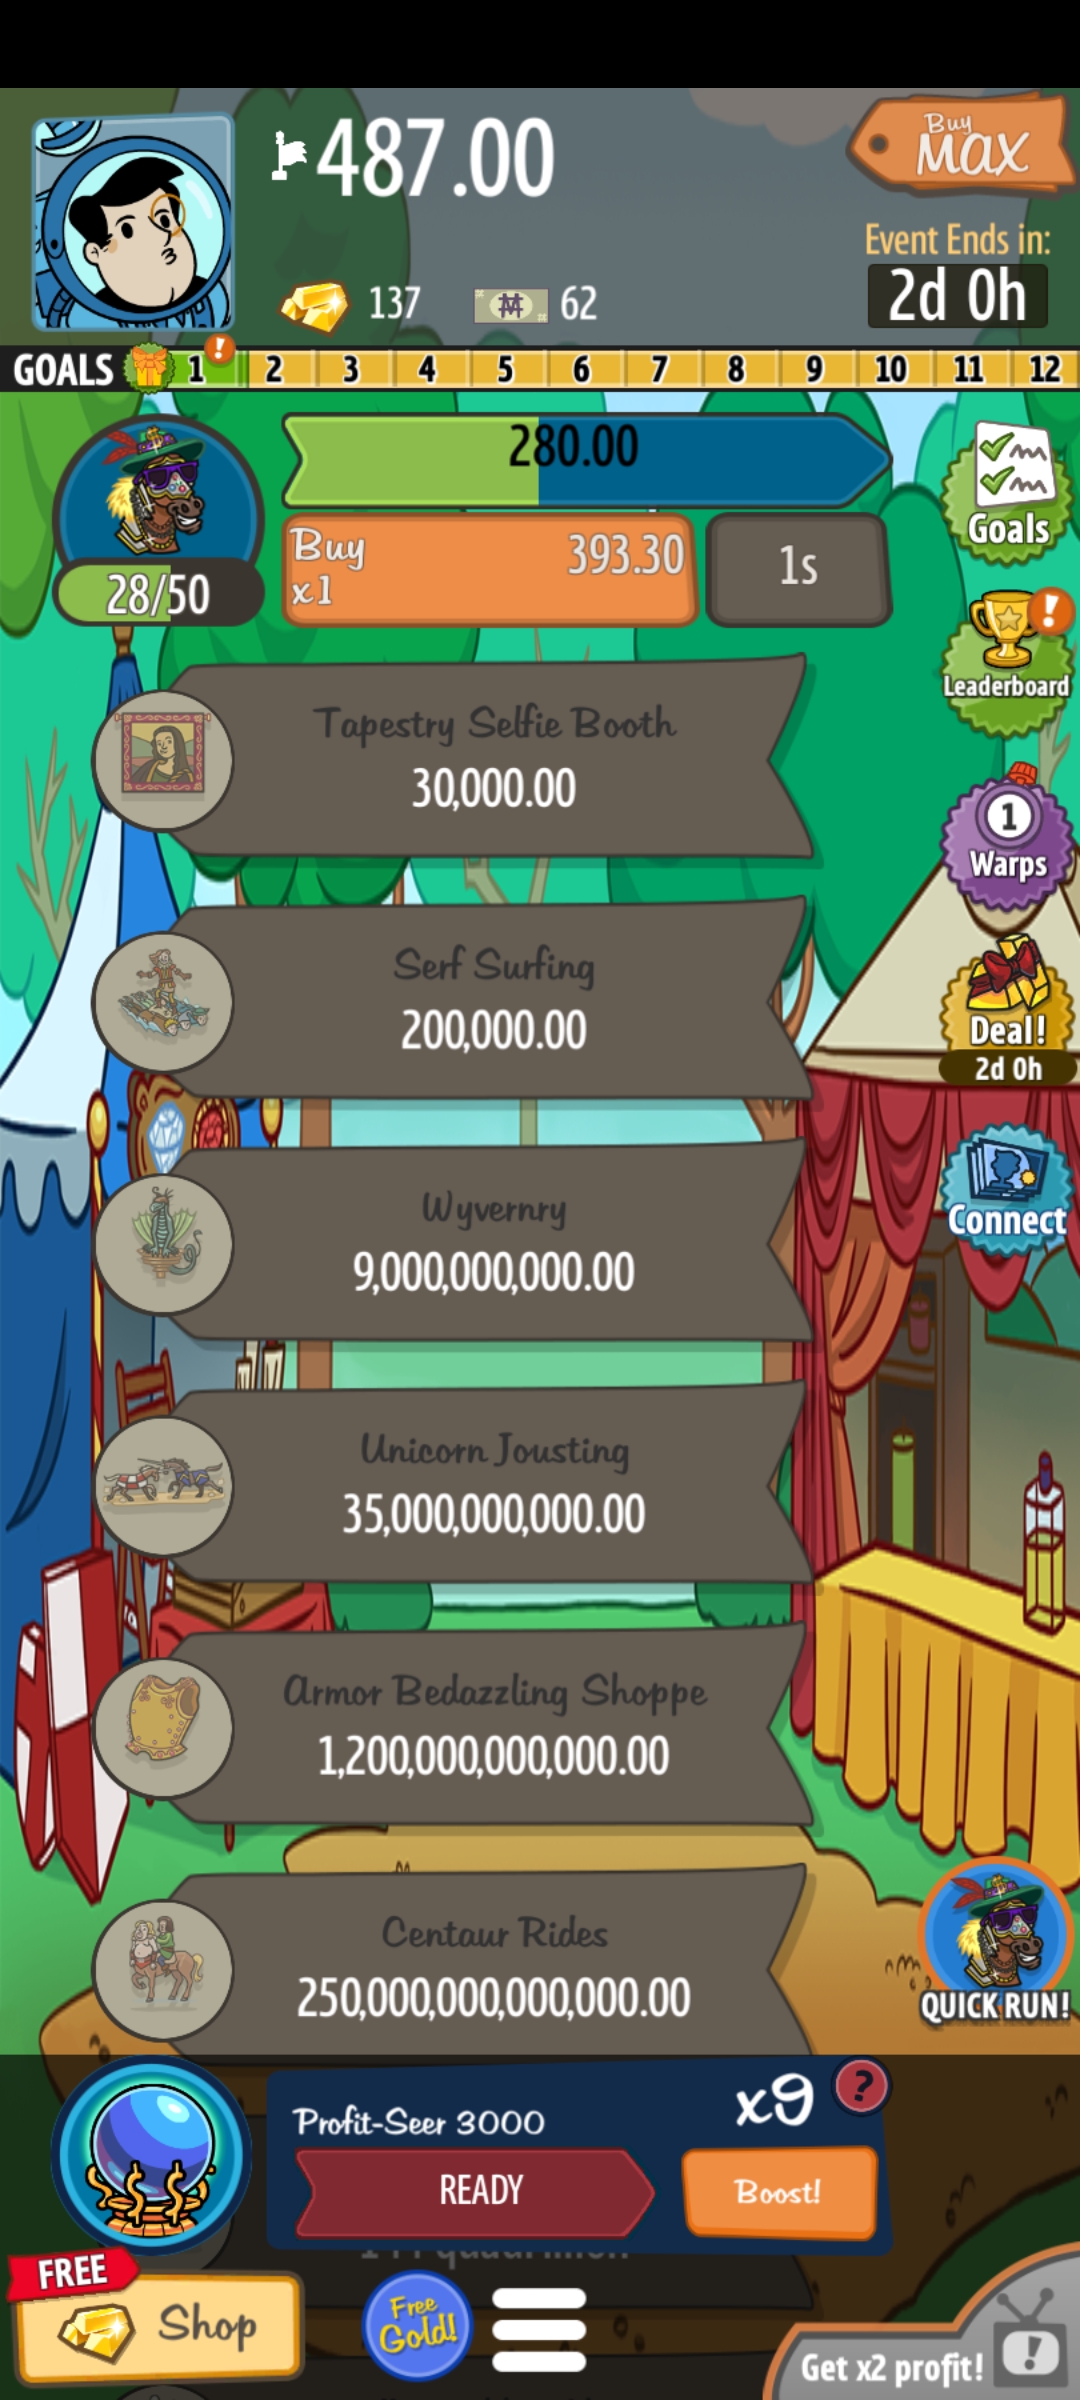 487.00
Buy
MAX
Event Ends in:
2d 0h
137
62
GOALS 1 ! 2 3 4 5 6 7 8 9 10 11 12
280.00
Buy
x1
393.30
1s
28/50
Goals
!
Leaderboard
Tapestry Selfie Booth
30,000.00
1
Warps
Serf Surfing
200,000.00
Deal!
2d 0h
Wyvernry
9,000,000,000.00
Connect
Unicorn Jousting
35,000,000,000.00
Armor Bedazzling Shoppe
1,200,000,000,000.00
Centaur Rides
250,000,000,000,000.00
QUICK RUN!
Profit-Seer 3000
x9
?
READY
Boost!
FREE
Shop
Free
Gold!
Get x2 profit!
!